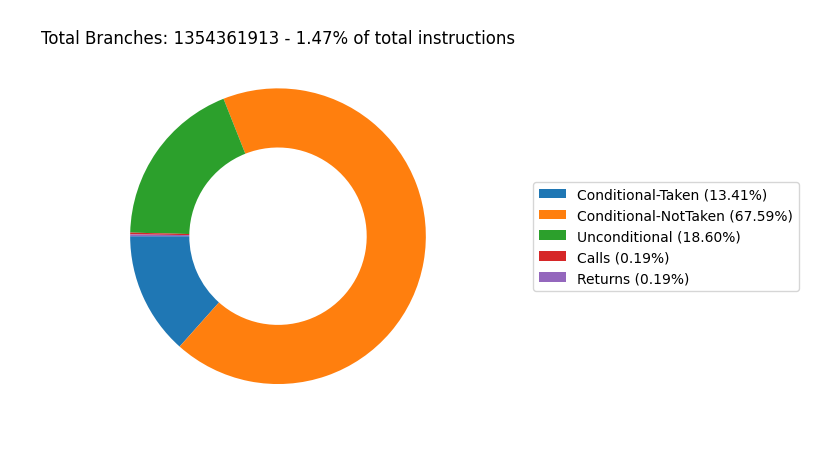 Total Branches: 1354361913 - 1.47% of total instructions
Conditional-Taken (13.41%)
Conditional-NotTaken (67.59%)
Unconditional (18.60%)
Calls (0.19%)
Returns (0.19%)